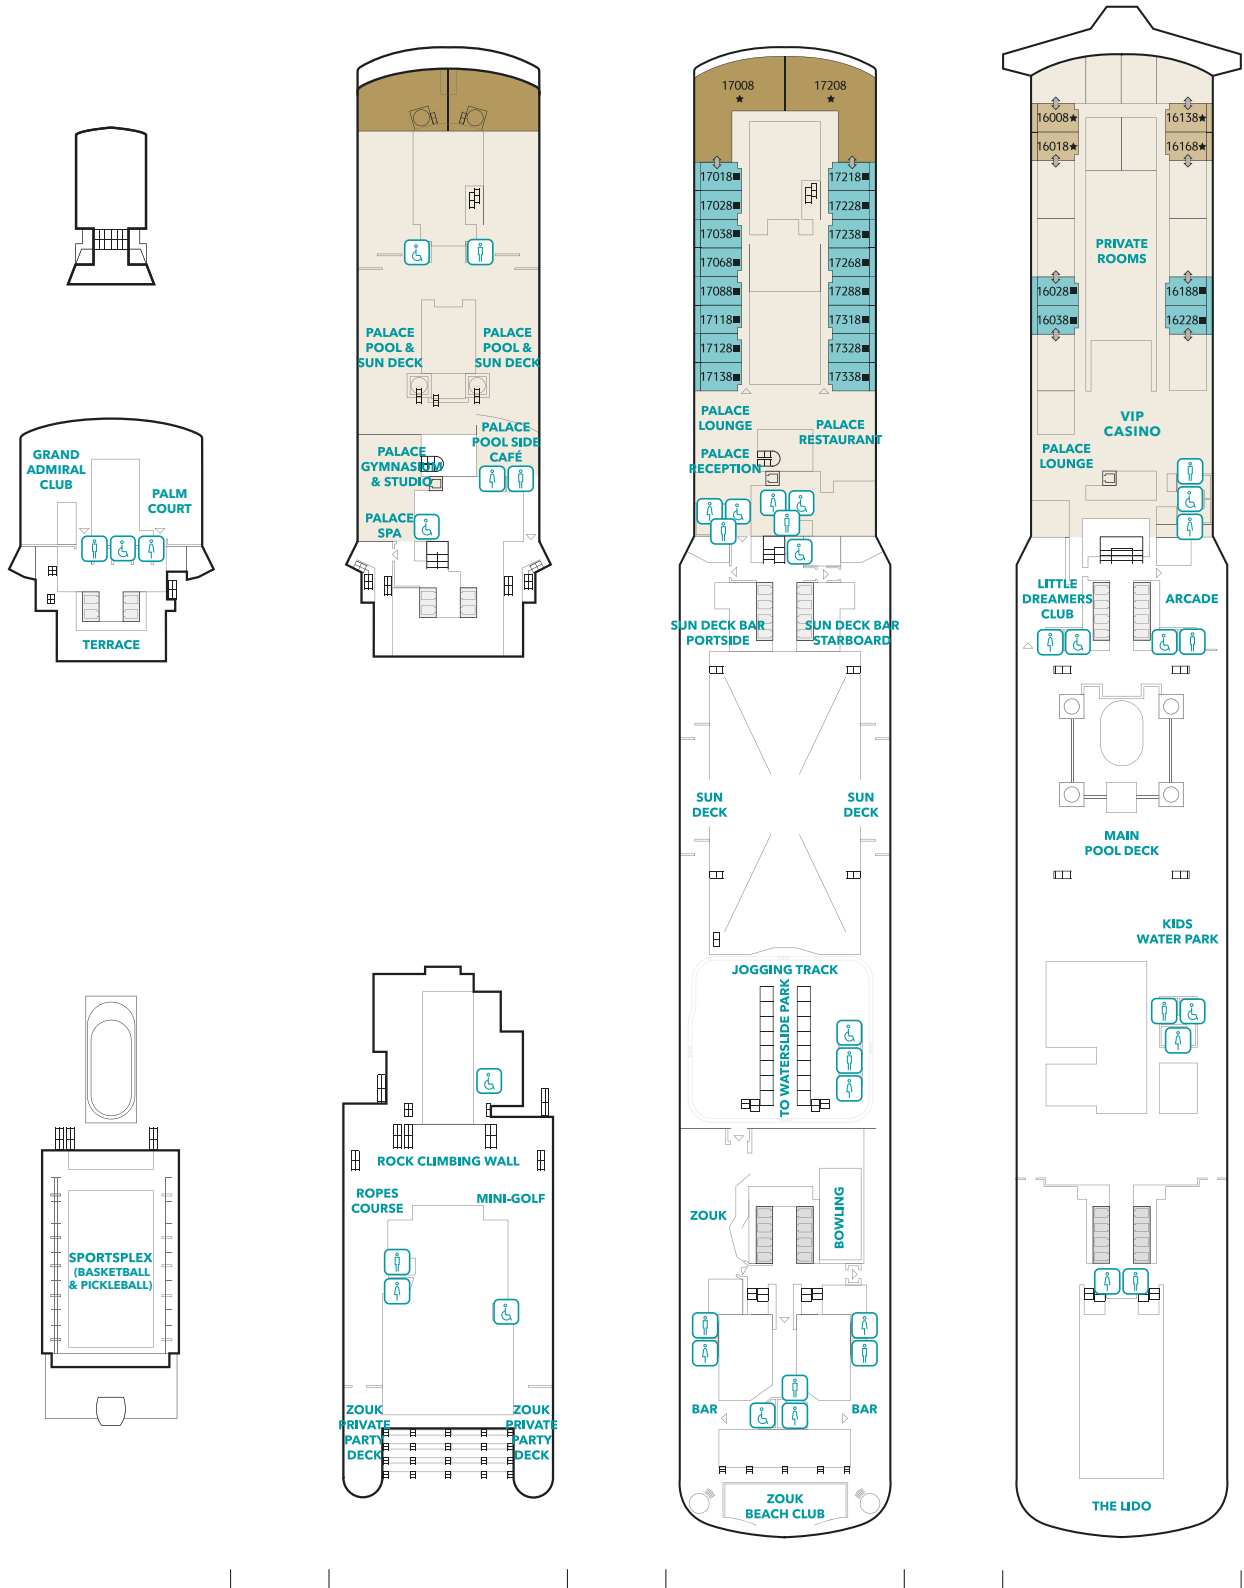 GRAND
ADMIRAL
CLUB
PALM
COURT
TERRACE
SPORTSPLEX
(BASKETBALL
& PICKLEBALL)
PALACE
POOL &
SUN DECK
PALACE
POOL &
SUN DECK
PALACE
POOL SIDE
CAFÉ
PALACE
GYMNASIUM
& STUDIO
PALACE
SPA
ROCK CLIMBING WALL
ROPES
COURSE
MINI-GOLF
ZOUK
PRIVATE
PARTY
DECK
ZOUK
PRIVATE
PARTY
DECK
17008
17208
17018
17218
17028
17228
17038
17238
17068
17268
17088
17288
17118
17318
17128
17328
17138
17338
PALACE
LOUNGE
PALACE
RESTAURANT
PALACE
RECEPTION
SUN DECK BAR
PORTSIDE
SUN DECK BAR
STARBOARD
SUN
DECK
SUN
DECK
JOGGING TRACK
TO WATERSLIDE PARK
ZOUK
BOWLING
BAR
BAR
ZOUK
BEACH CLUB
16008
16138
16018
16168
PRIVATE
ROOMS
16028
16188
16038
16228
VIP
CASINO
PALACE
LOUNGE
LITTLE
DREAMERS
CLUB
ARCADE
MAIN
POOL DECK
KIDS
WATER PARK
THE LIDO